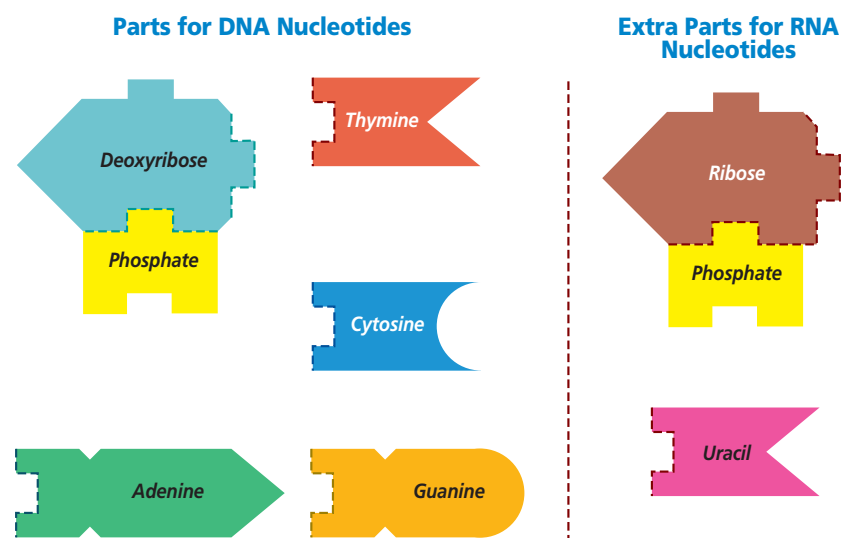 Parts for DNA Nucleotides
Extra Parts for RNA
Nucleotides
Deoxyribose
Thymine
Ribose
Phosphate
Phosphate
Cytosine
Uracil
Adenine
Guanine